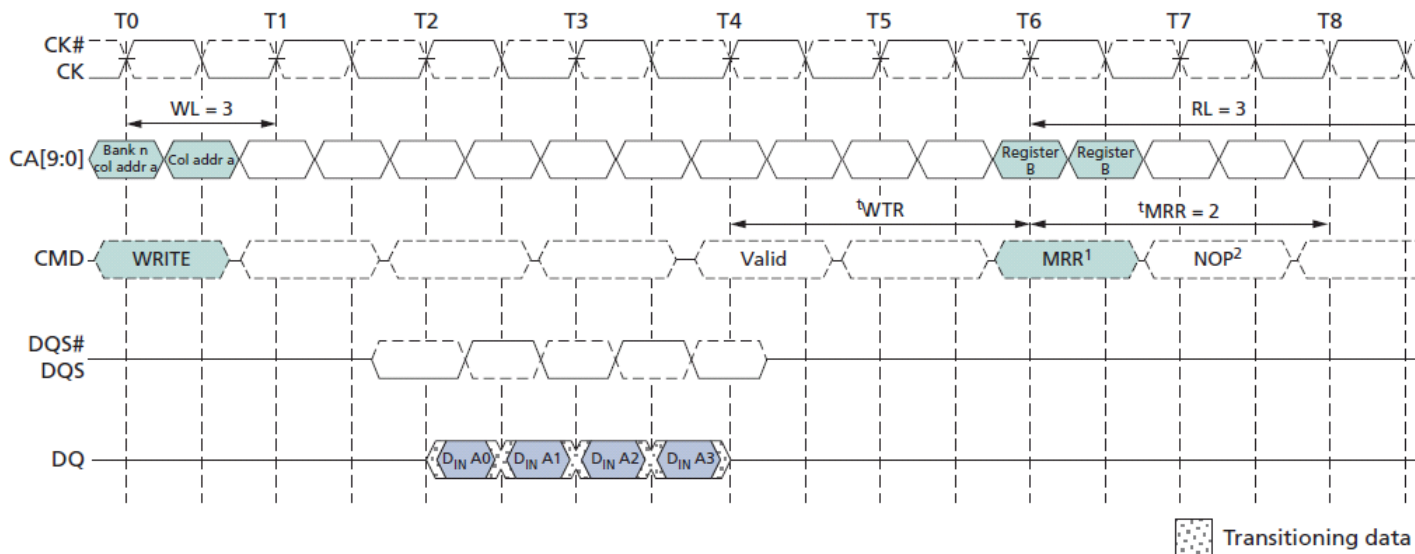 T0 T1 T2 T3 T4 T5 T6 T7 T8
CK#
CK
WL = 3 RL = 3
CA[9:0] Bank n col addr a Col addr a Register B Register B
tWTR tMRR = 2
CMD WRITE Valid MRR1 NOP2
DQS#
DQS
DQ DIN A0 DIN A1 DIN A2 DIN A3
Transitioning data